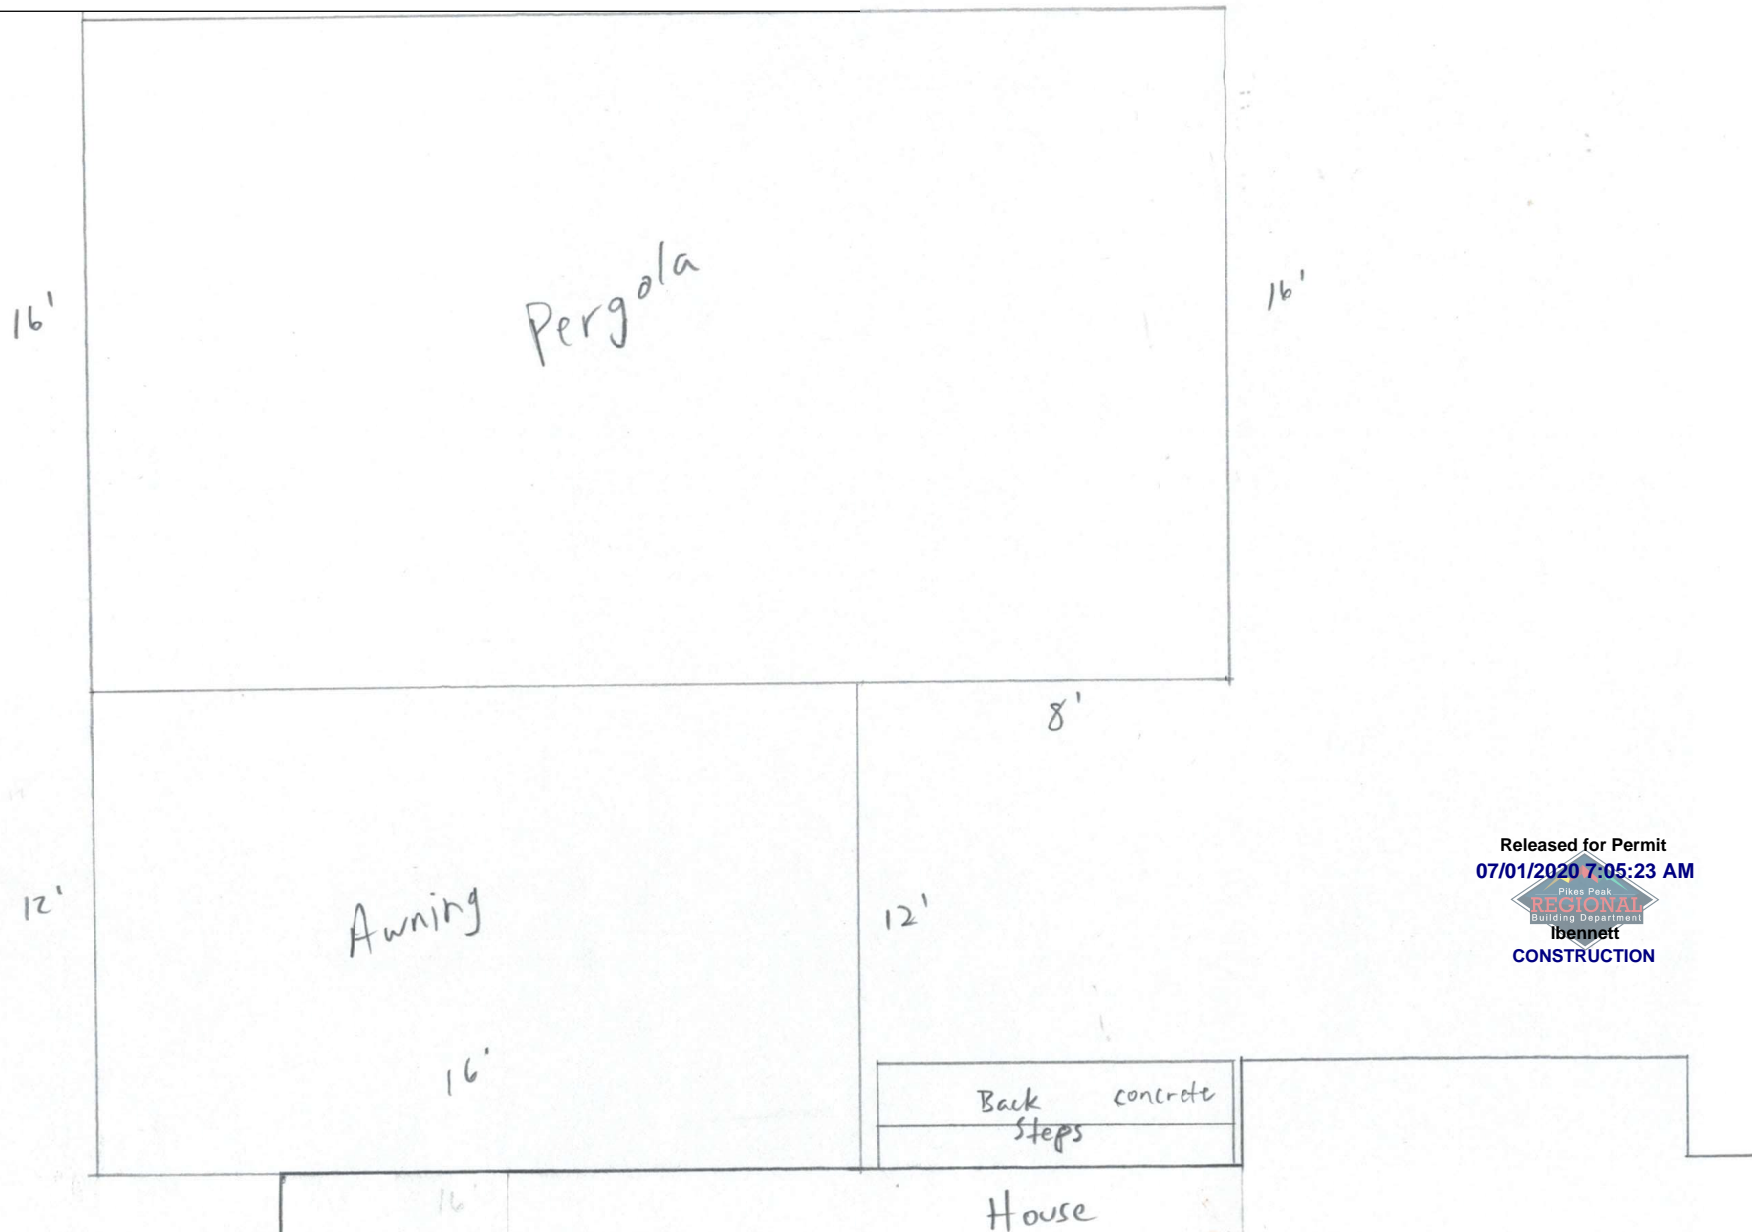 Pergola
16'
16'
8'
Released for Permit
07/01/2020 7:05:23 AM
Pikes Peak
REGIONAL
Building Department
lbennett
CONSTRUCTION
12'
Awning
12'
16'
Back concrete
Steps
16'
House